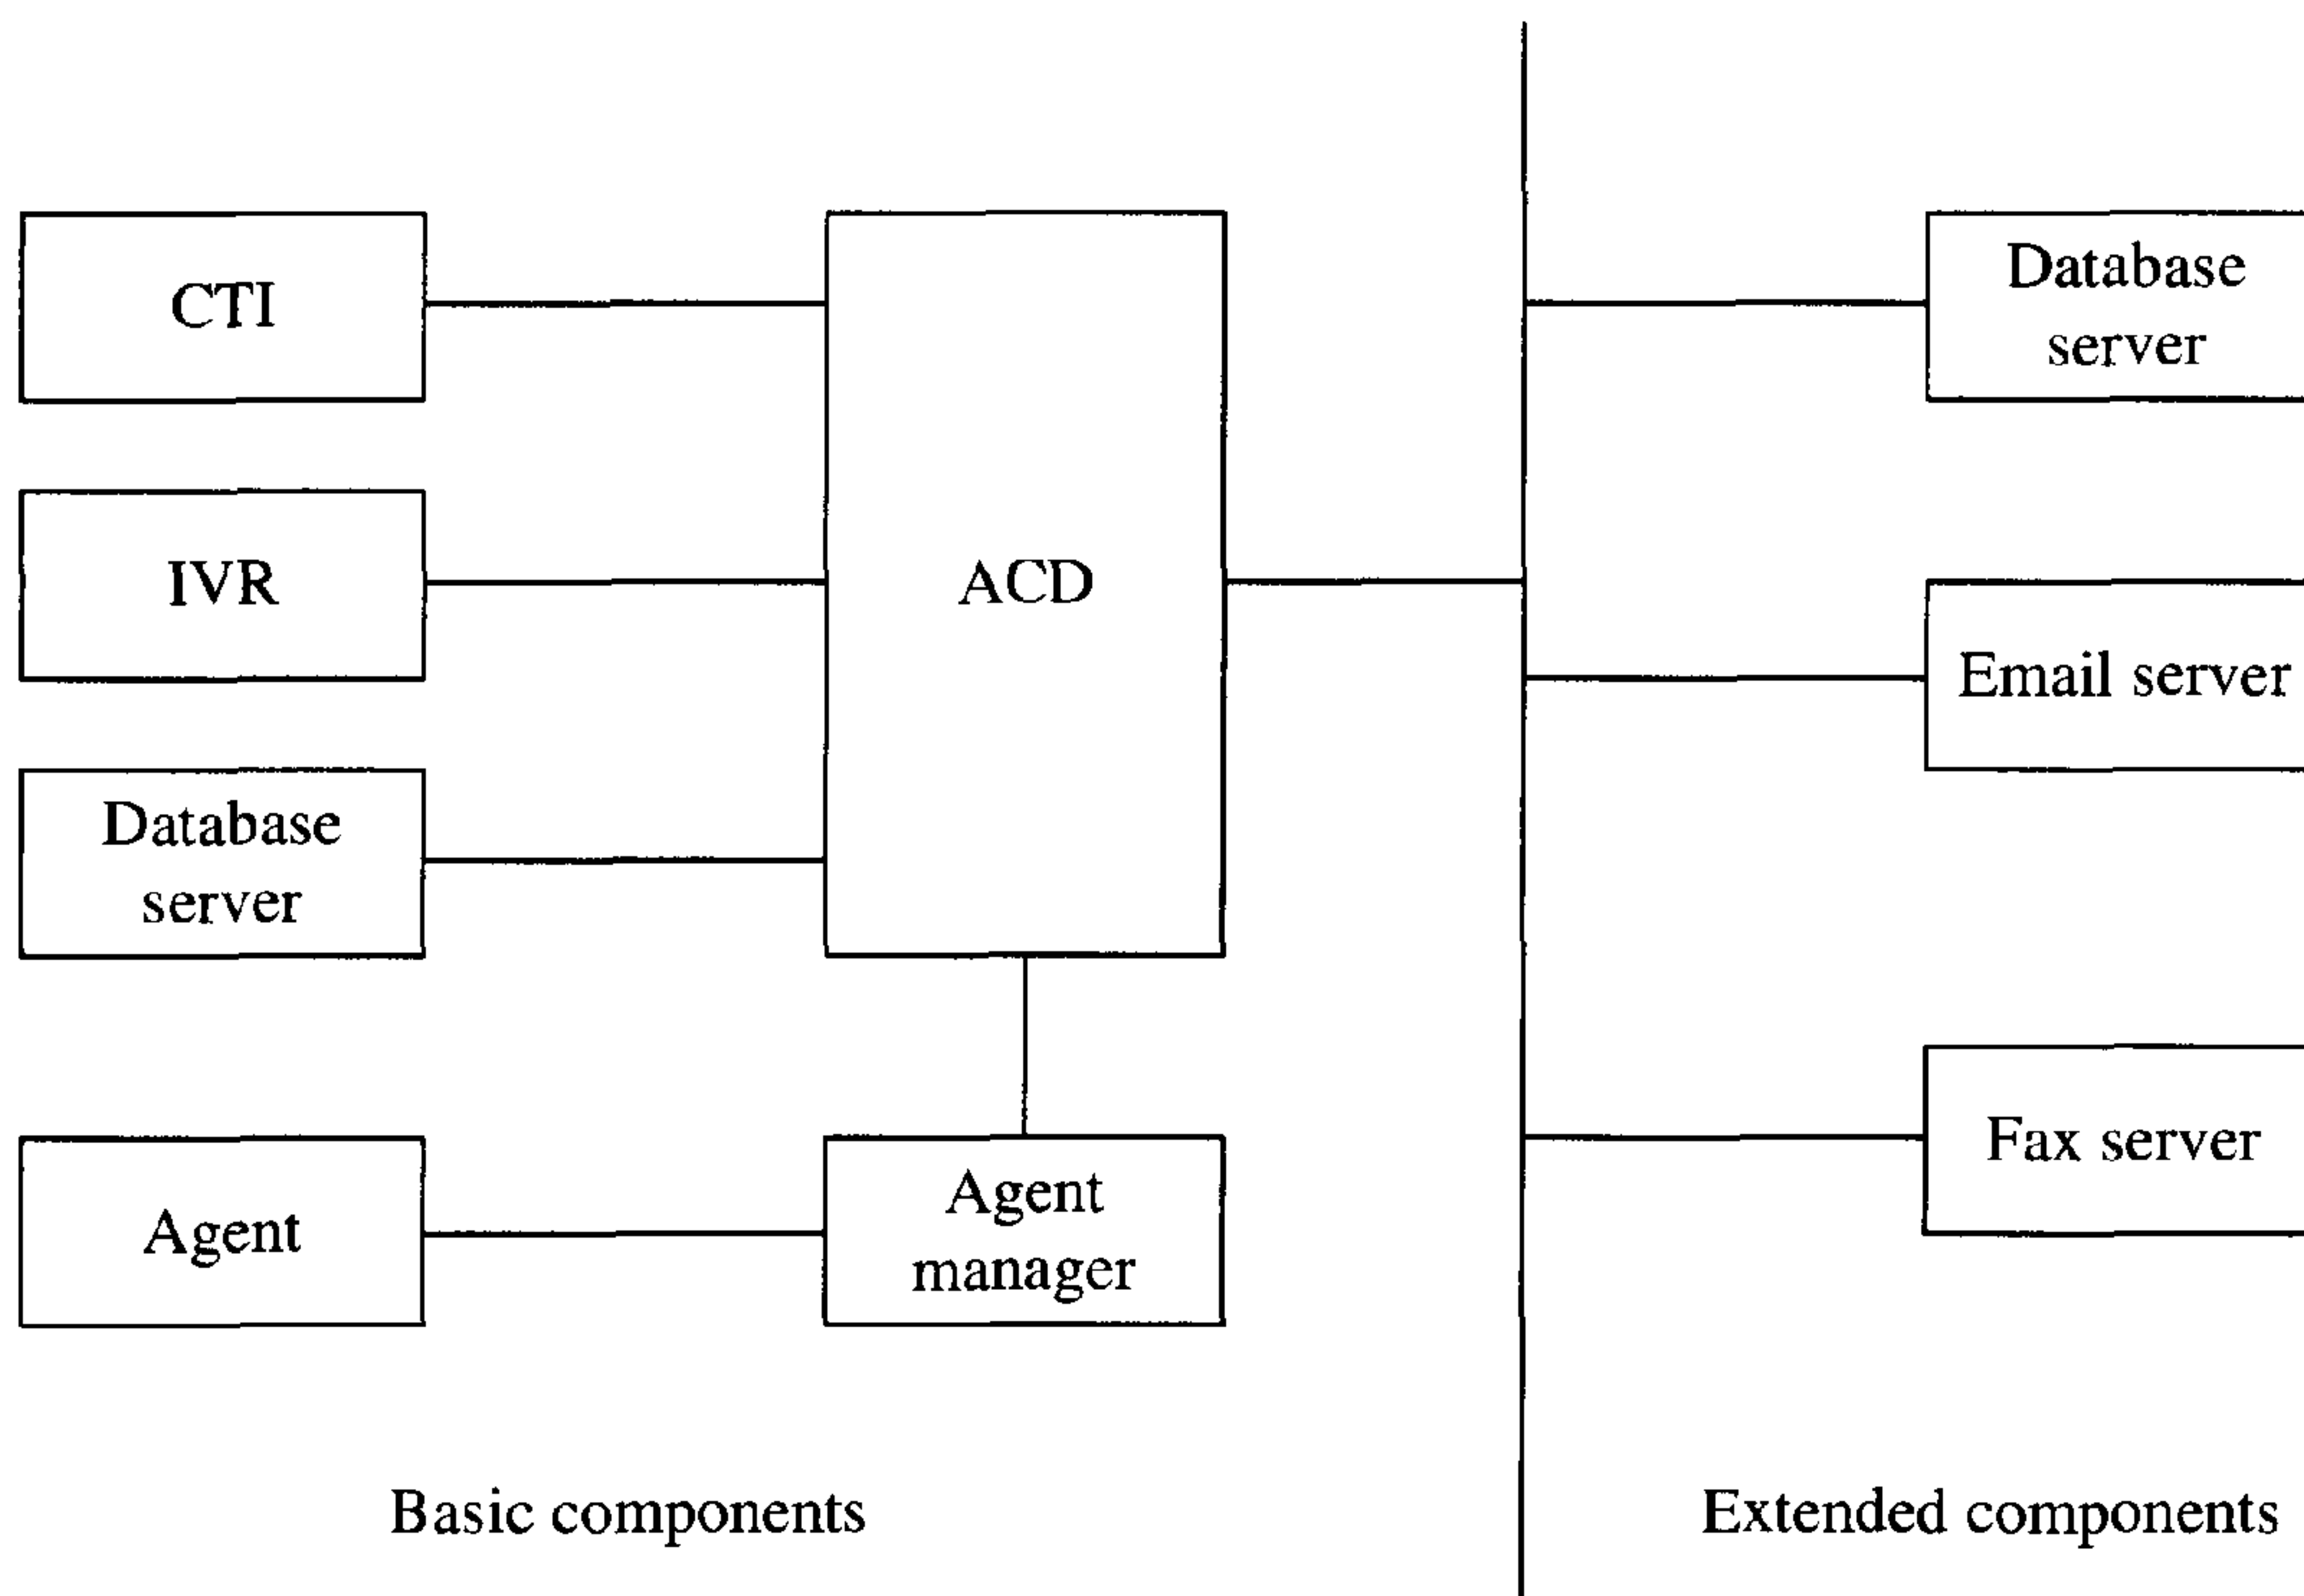 CTI
ACD
Database
server
IVR
Email server
Database
server
Fax server
Agent
Agent
manager
Basic components
Extended components